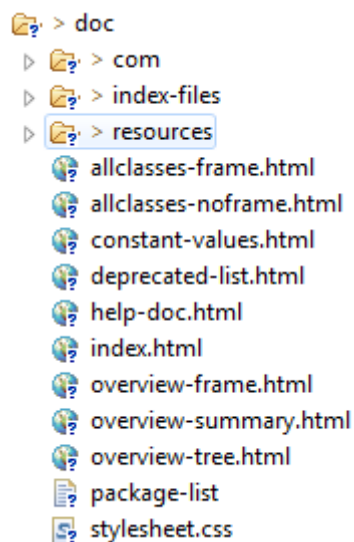 > doc
> com
> index-files
> resources
allclasses-frame.html
allclasses-noframe.html
constant-values.html
deprecated-list.html
help-doc.html
index.html
overview-frame.html
overview-summary.html
overview-tree.html
package-list
stylesheet.css